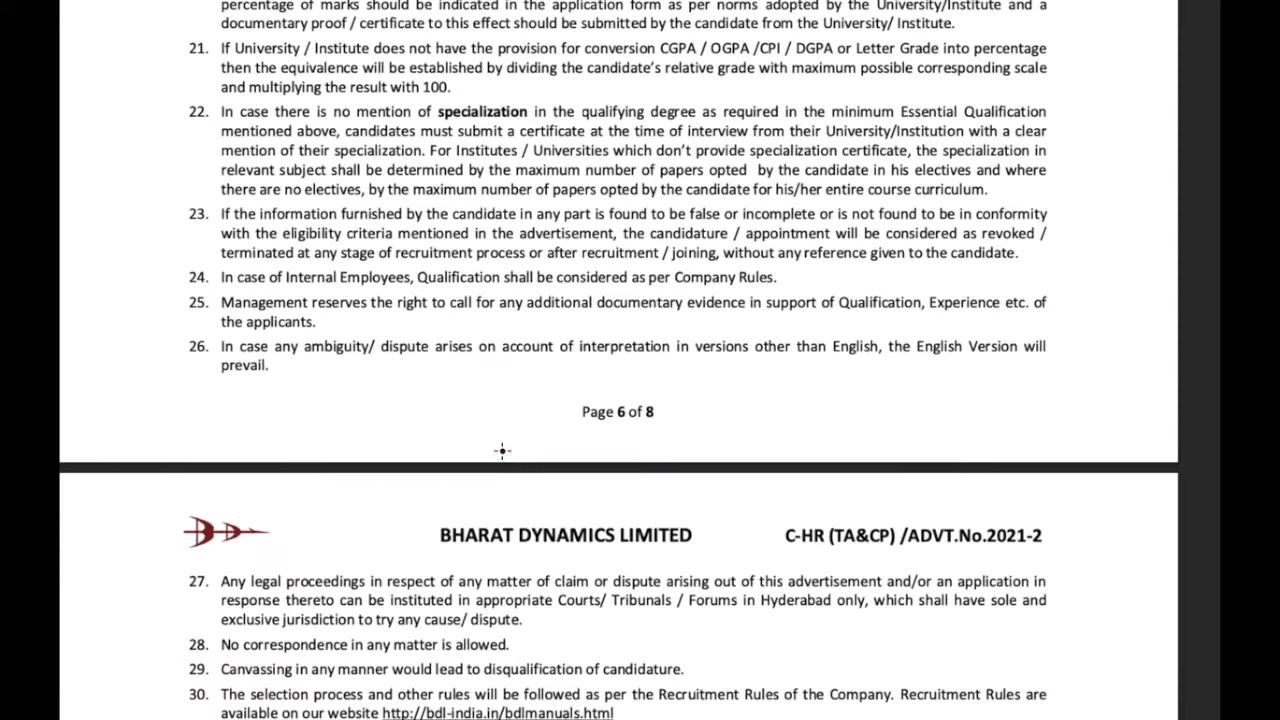 percentage of marks should be indicated in the application form as per norms adopted by the University/Institute and a
documentary proof / certificate to this effect should be submitted by the candidate from the University/ Institute.
21. If University / Institute does not have the provision for conversion CGPA / OGPA /CPI / DGPA or Letter Grade into percentage
then the equivalence will be established by dividing the candidate's relative grade with maximum possible corresponding scale
and multiplying the result with 100.
22. In case there is no mention of specialization in the qualifying degree as required in the minimum Essential Qualification
mentioned above, candidates must submit a certificate at the time of interview from their University/Institution with a clear
mention of their specialization. For Institutes / Universities which don't provide specialization certificate, the specialization in
relevant subject shall be determined by the maximum number of papers opted by the candidate in his electives and where
there are no electives, by the maximum number of papers opted by the candidate for his/her entire course curriculum.
23. If the information furnished by the candidate in any part is found to be false or incomplete or is not found to be in conformity
with the eligibility criteria mentioned in the advertisement, the candidature / appointment will be considered as revoked /
terminated at any stage of recruitment process or after recruitment / joining, without any reference given to the candidate.
24. In case of Internal Employees, Qualification shall be considered as per Company Rules.
25. Management reserves the right to call for any additional documentary evidence in support of Qualification, Experience etc. of
the applicants.
26. In case any ambiguity/ dispute arises on account of interpretation in versions other than English, the English Version will
prevail.
Page 6 of 8
BHARAT DYNAMICS LIMITED C-HR (TA&CP) /ADVT.No.2021-2
27. Any legal proceedings in respect of any matter of claim or dispute arising out of this advertisement and/or an application in
response thereto can be instituted in appropriate Courts/ Tribunals / Forums in Hyderabad only, which shall have sole and
exclusive jurisdiction to try any cause/ dispute.
28. No correspondence in any matter is allowed.
29. Canvassing in any manner would lead to disqualification of candidature.
30. The selection process and other rules will be followed as per the Recruitment Rules of the Company. Recruitment Rules are
available on our website http://bdl-india.in/bdlmanuals.html